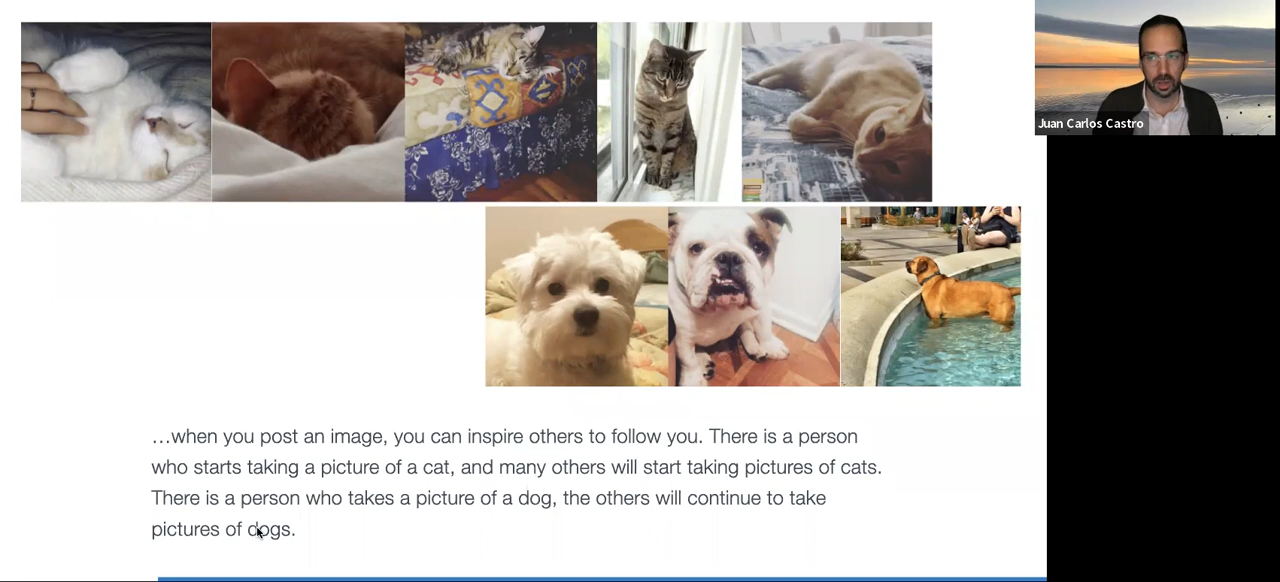 Juan Carlos Castro
…when you post an image, you can inspire others to follow you. There is a person
who starts taking a picture of a cat, and many others will start taking pictures of cats.
There is a person who takes a picture of a dog, the others will continue to take
pictures of dogs.